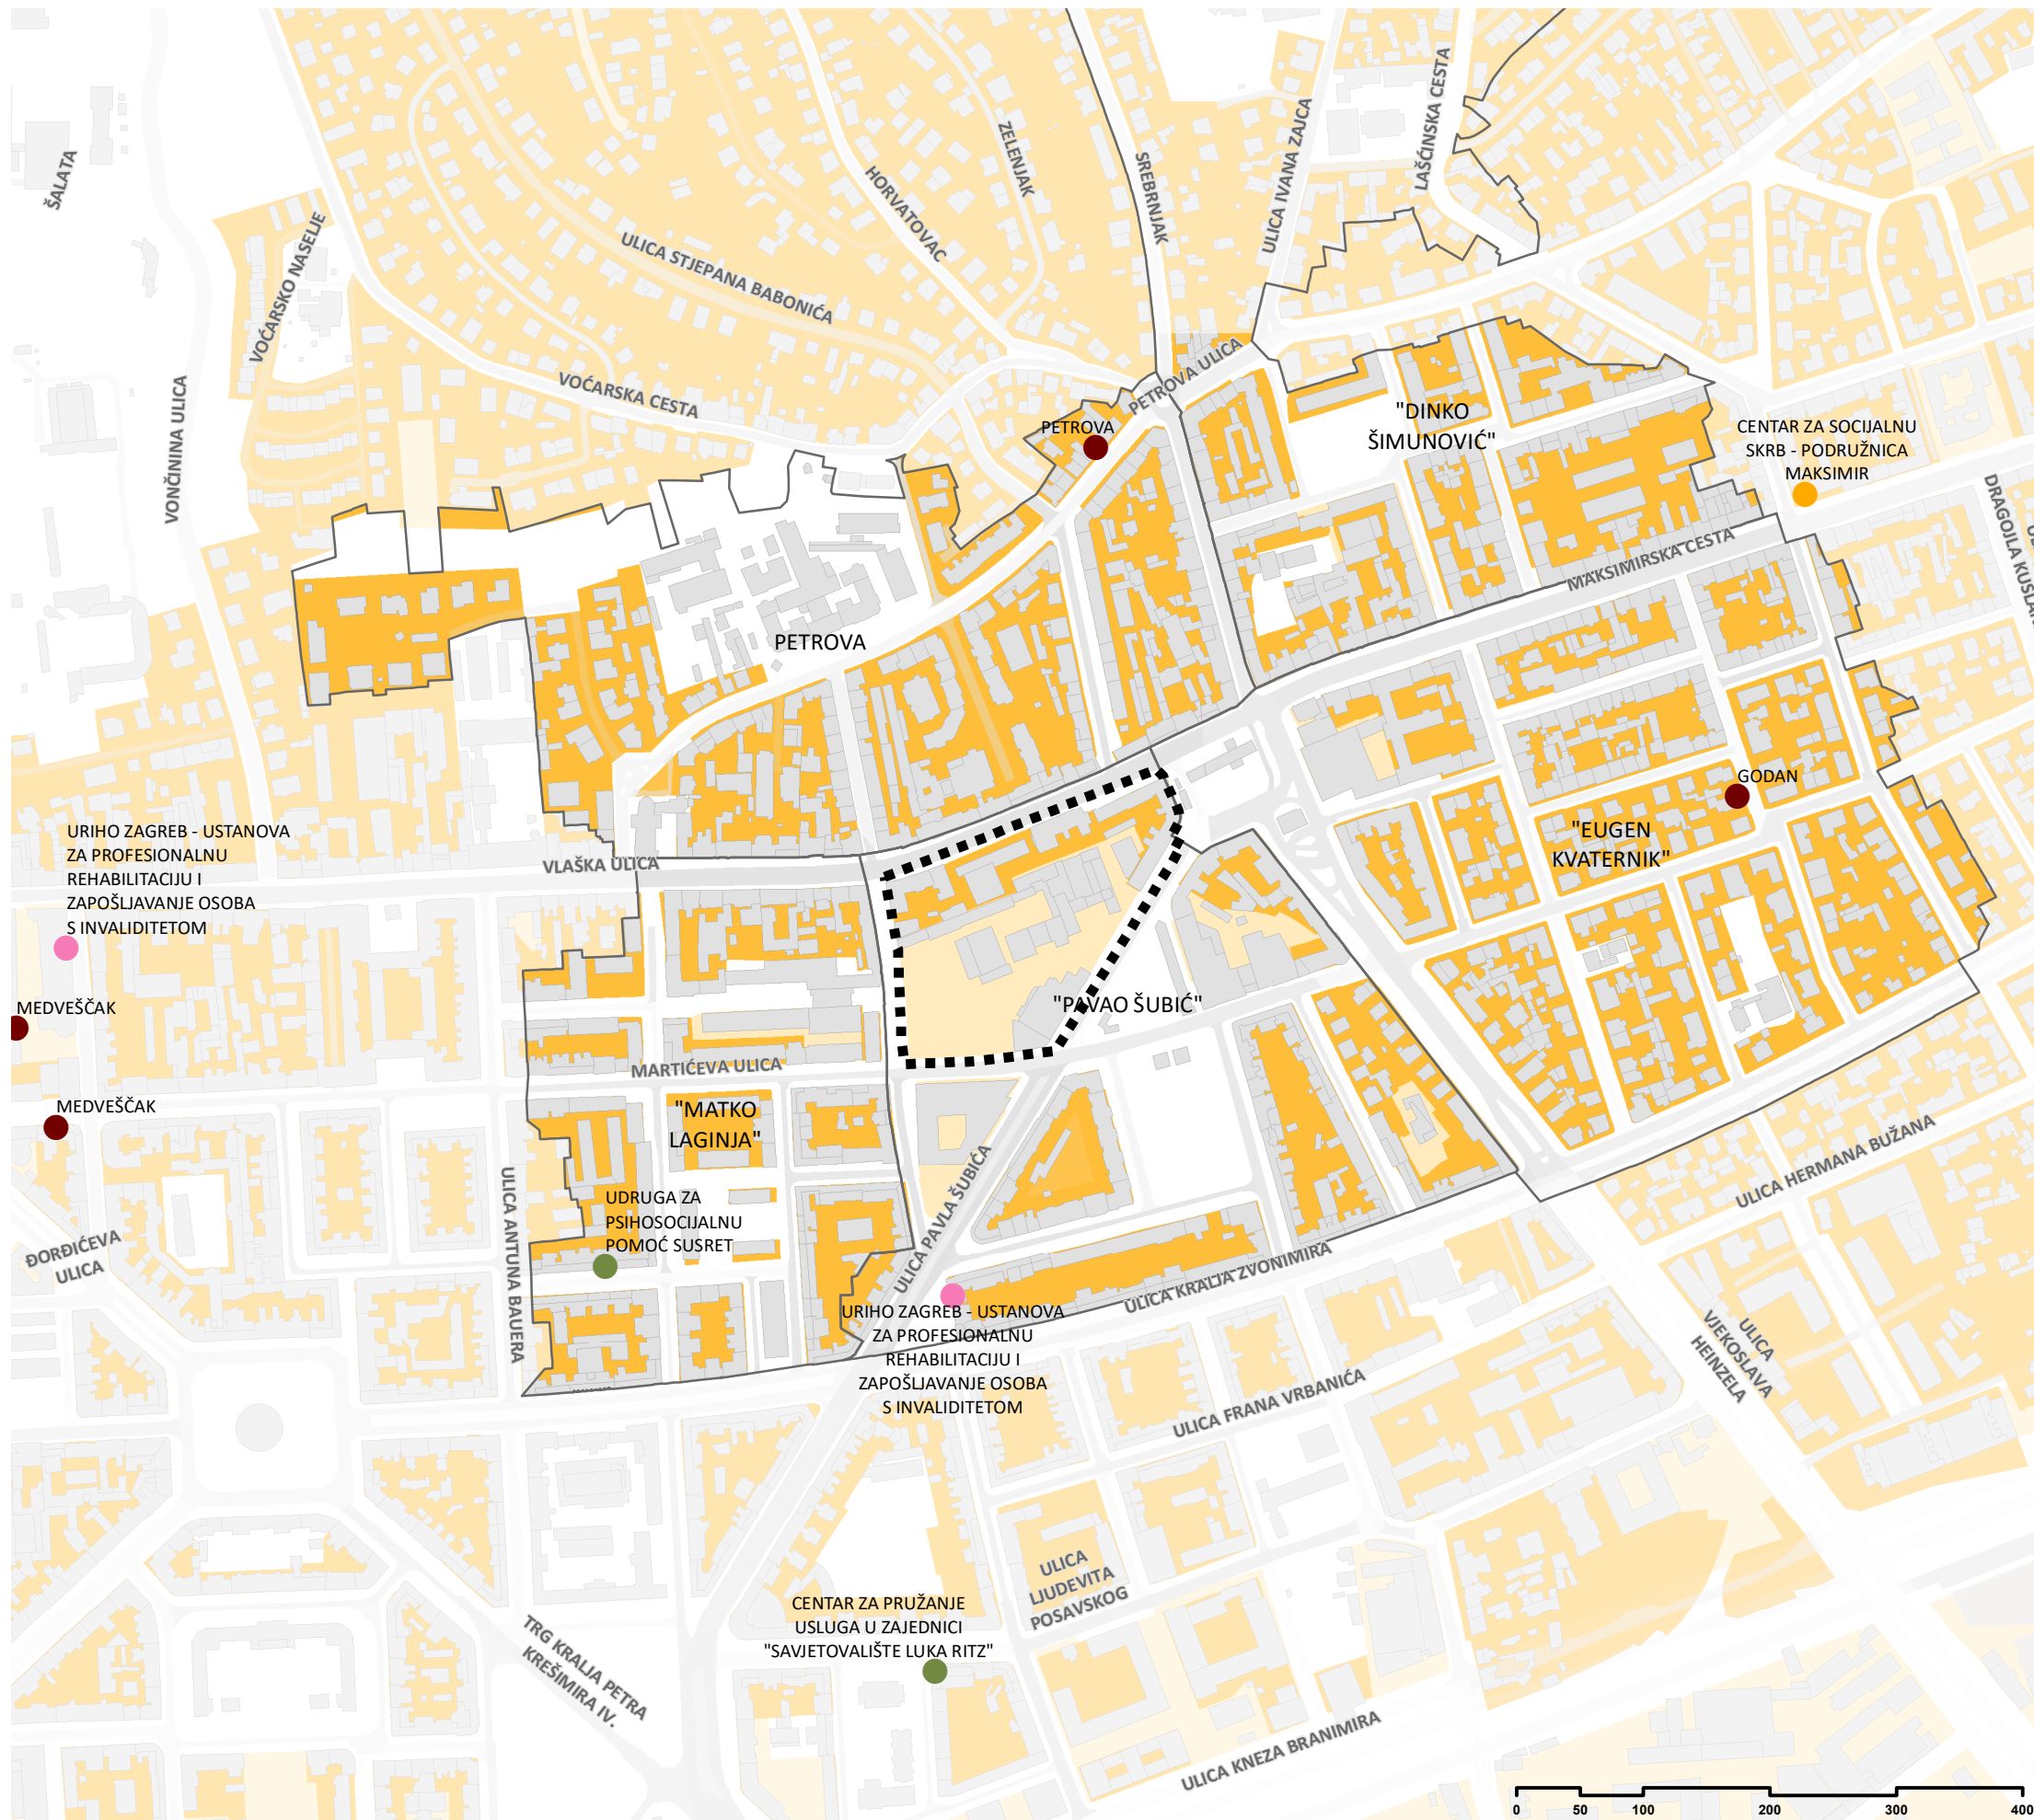 ŠALATA
VONČININA ULICA
VOĆARSKO NASELJE
ULICA STJEPANA BABONIĆA
VOĆARSKA CESTA
HORVATOVAC
ZELENJAK
SREBRNJAK
ULICA IVANA ZAJCA
LAŠĆINSKA CESTA
PETROVA ULICA
PETROVA
"DINKO
ŠIMUNOVIĆ"
CENTAR ZA SOCIJALNU
SKRB - PODRUŽNICA
MAKSIMIR
MAKSIMIRSKA CESTA
PETROVA
GODAN
"EUGEN
KVATERNIK"
URIHO ZAGREB - USTANOVA
ZA PROFESIONALNU
REHABILITACIJU I
ZAPOŠLJAVANJE OSOBA
S INVALIDITETOM
VLAŠKA ULICA
MEDVEŠČAK
"PAVAO ŠUBIĆ"
MARTIĆEVA ULICA
MEDVEŠČAK
"MATKO
LAGINJA"
ULICA HERMANA BUŽANA
ULICA PAVLA ŠUBIĆA
ULICA ANTUNA BAUERA
UDRUGA ZA
PSIHOSOCIJALNU
POMOĆ SUSRET
ĐORĐIĆEVA
ULICA
ULICA KRALJA ZVONIMIRA
URIHO ZAGREB - USTANOVA
ZA PROFESIONALNU
REHABILITACIJU I
ZAPOŠLJAVANJE OSOBA
S INVALIDITETOM
ULICA
VJEKOSLAVA
HEINZELA
ULICA FRANA VRBANIĆA
ULICA
LJUDEVITA
POSAVSKOG
CENTAR ZA PRUŽANJE
USLUGA U ZAJEDNICI
"SAVJETOVALIŠTE LUKA RITZ"
TRG KRALJA PETRA
KREŠIMIRA IV.
ULICA KNEZA BRANIMIRA
0 50 100 200 300 400